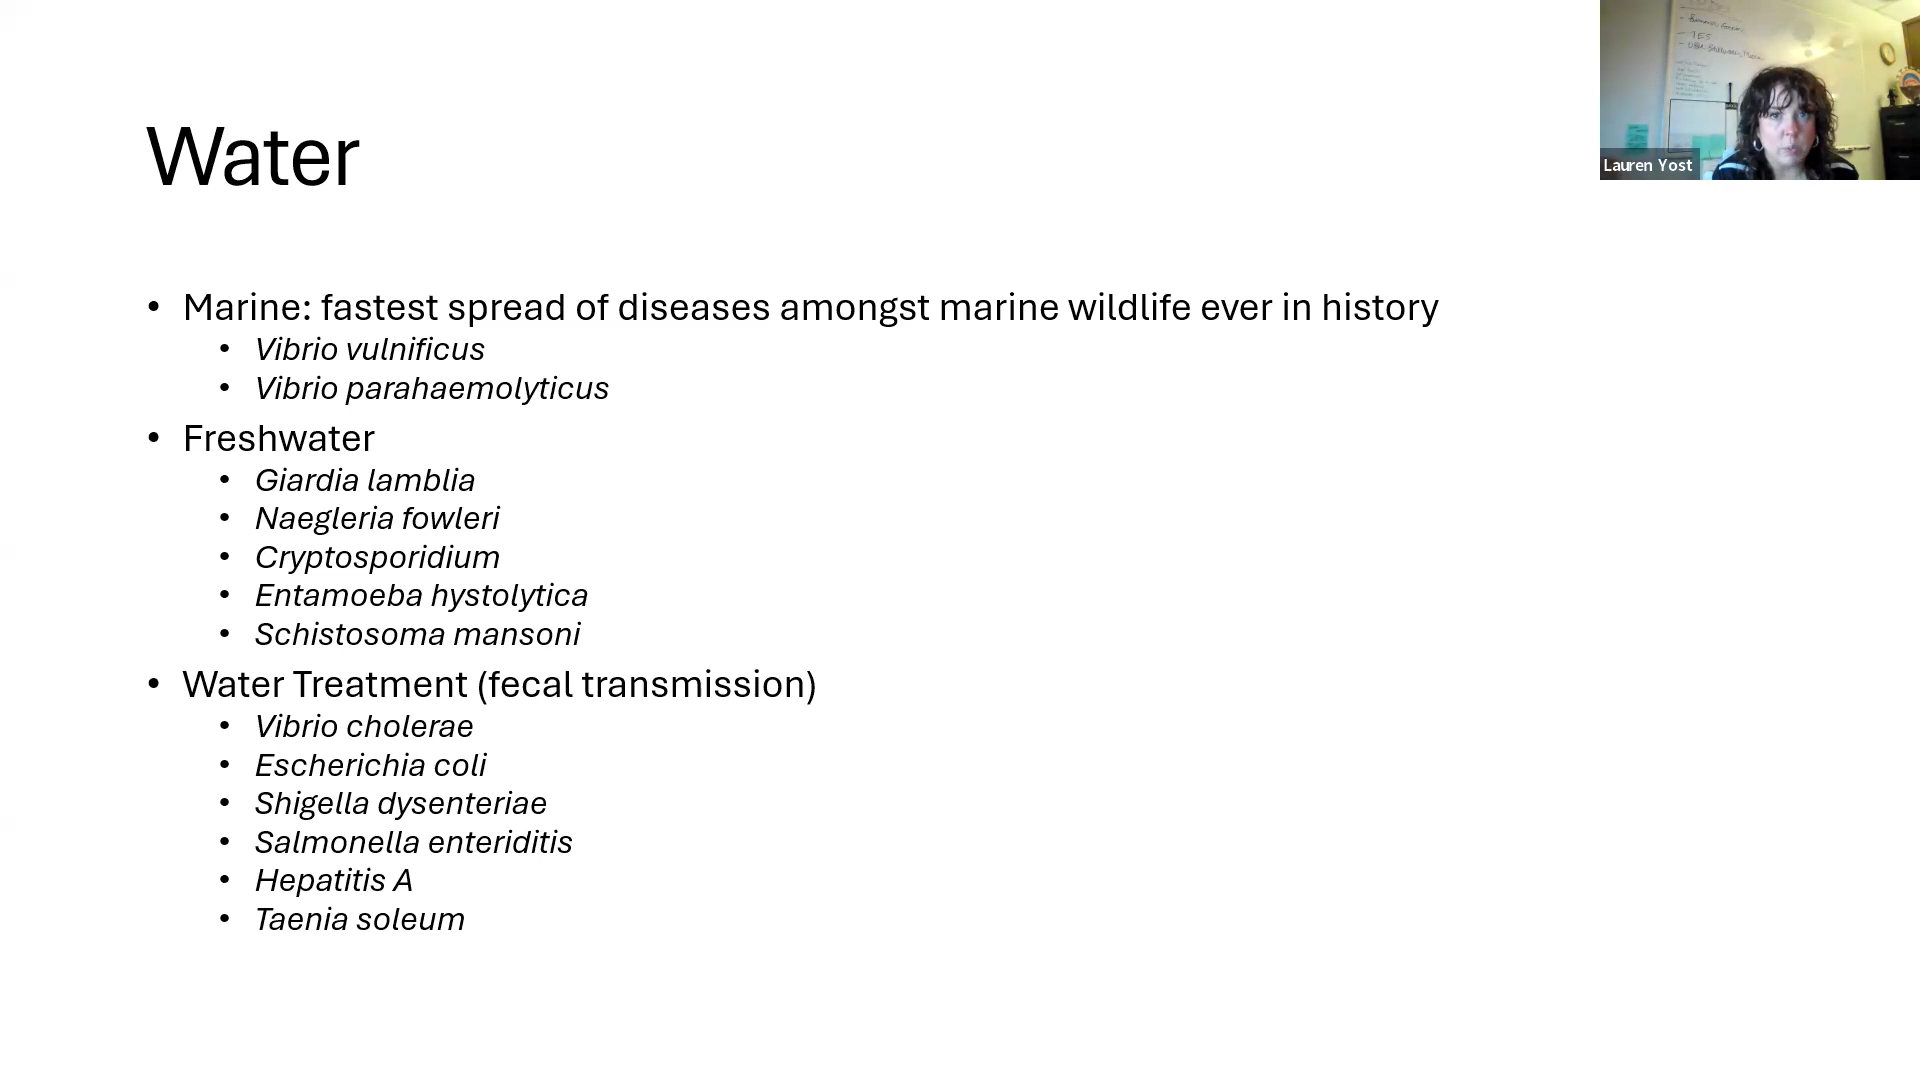 Water
• Marine: fastest spread of diseases amongst marine wildlife ever in history
• Vibrio vulnificus
• Vibrio parahaemolyticus
• Freshwater
• Giardia lamblia
• Naegleria fowleri
• Cryptosporidium
• Entamoeba hystolytica
• Schistosoma mansoni
• Water Treatment (fecal transmission)
• Vibrio cholerae
• Escherichia coli
• Shigella dysenteriae
• Salmonella enteriditis
• Hepatitis A
• Taenia soleum
Lauren Yost